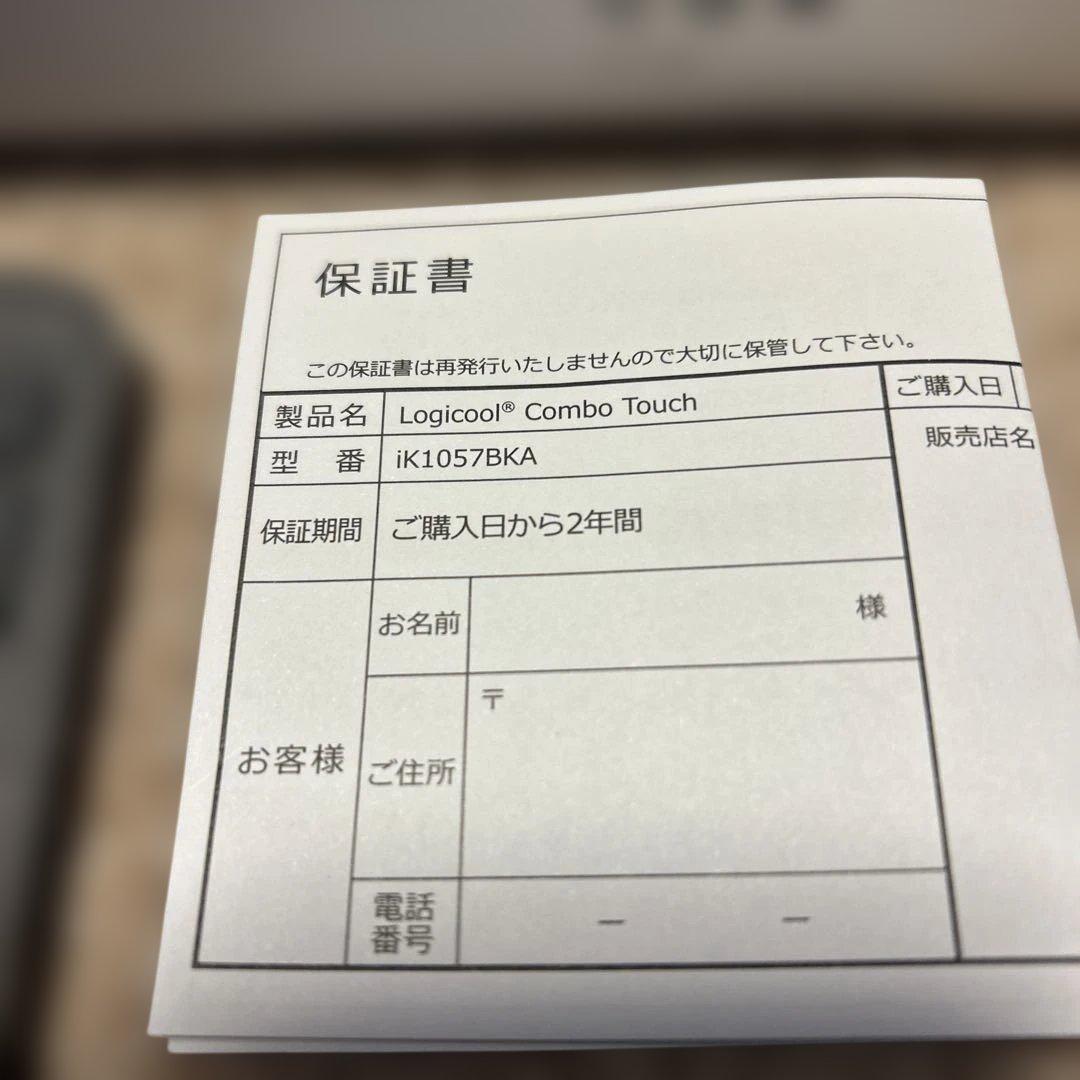 保証書
この保証書は再発行いたしませんので大切に保管して下さい。
製品名 Logicool® Combo Touch
ご購入日
型 番 iK1057BKA
販売店名
保証期間 ご購入日から2年間
お客様
お名前 様
ご住所 〒
電話
番号 ー ー